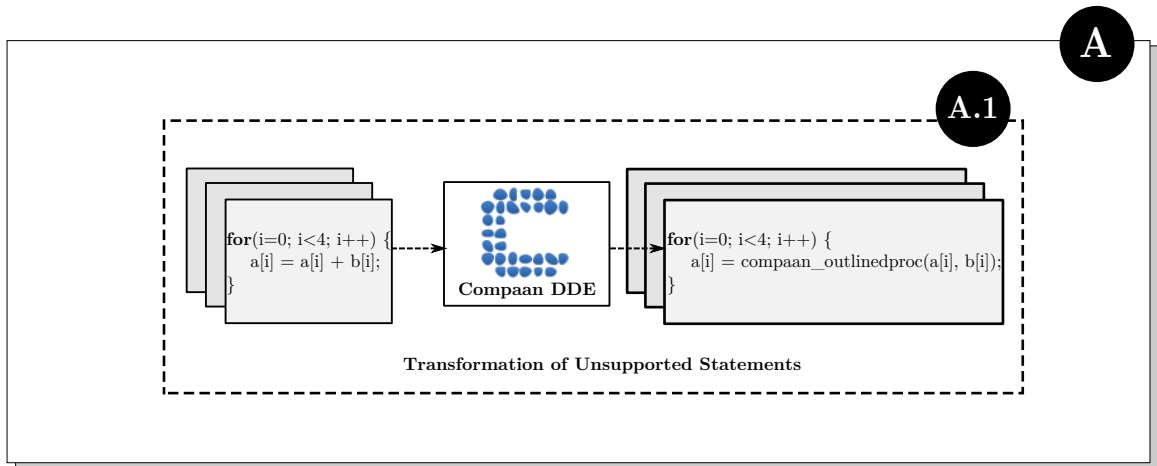 A
A.1
for(i=0; i<4; i++) {
a[i] = a[i] + b[i];
}
Compaan DDE
for(i=0; i<4; i++) {
a[i] = compaan_outlinedproc(a[i], b[i]);
}
Transformation of Unsupported Statements